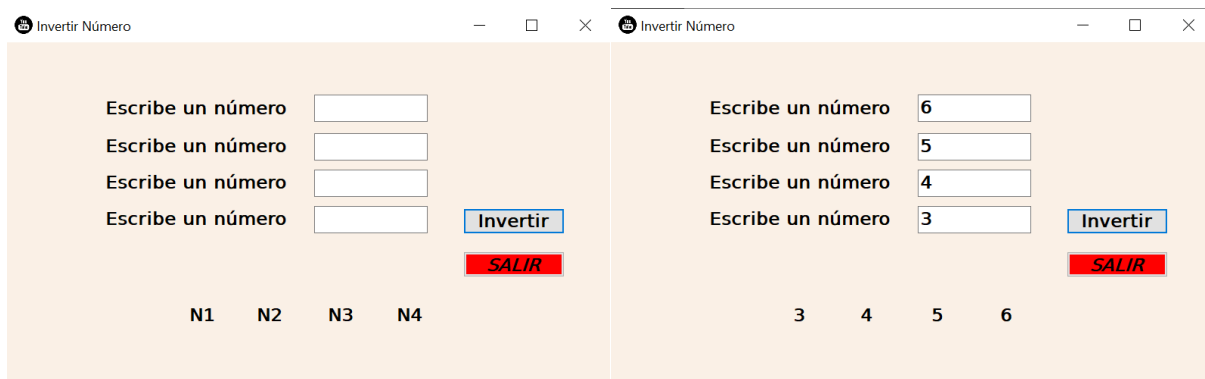 Invertir Número
Escribe un número
Escribe un número
Escribe un número
Escribe un número
Invertir
SALIR
N1 N2 N3 N4
Invertir Número
Escribe un número 6
Escribe un número 5
Escribe un número 4
Escribe un número 3
Invertir
SALIR
3 4 5 6